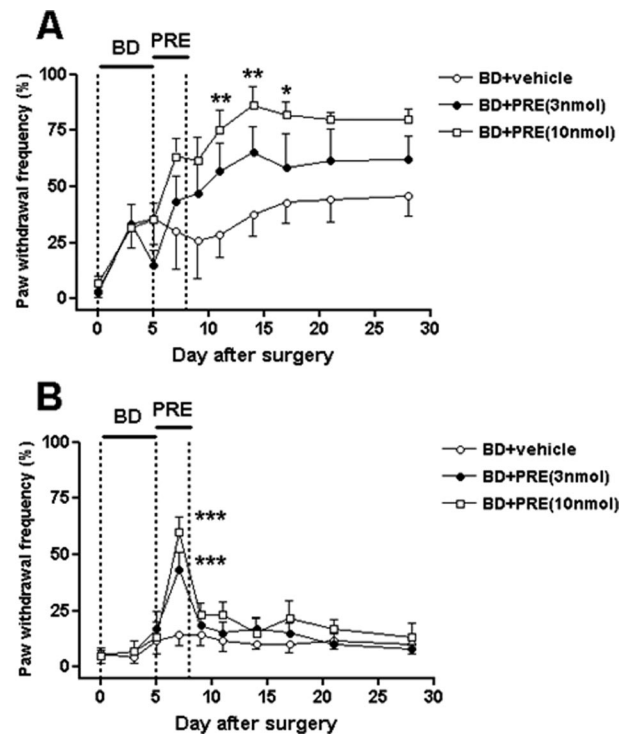 A
BD PRE
** ** *
100
75
50
25
0
Paw withdrawal frequency (%)
0 5 10 15 20 25 30
Day after surgery
BD+vehicle
BD+PRE(3nmol)
BD+PRE(10nmol)
B
BD PRE
***
***
100
75
50
25
0
Paw withdrawal frequency (%)
0 5 10 15 20 25 30
Day after surgery
BD+vehicle
BD+PRE(3nmol)
BD+PRE(10nmol)